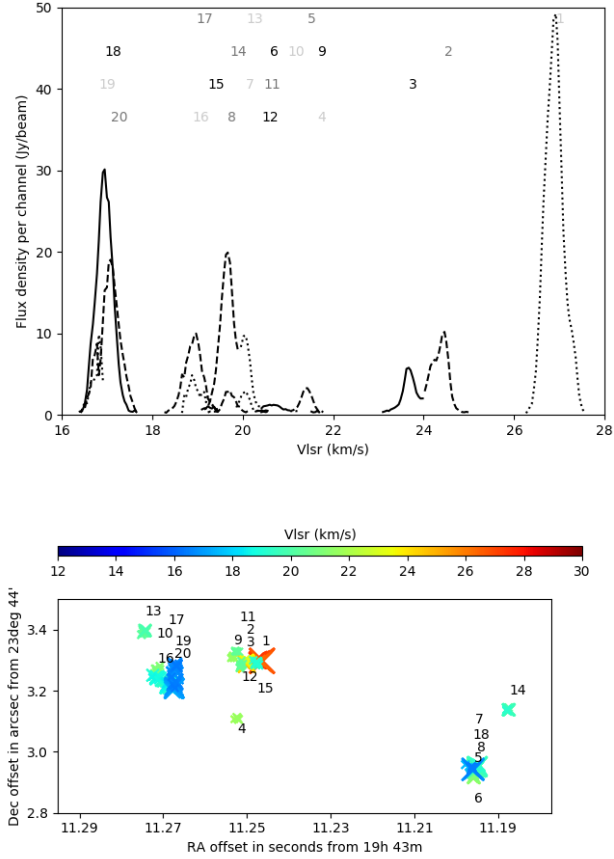 50
17 13 5 1
18 14 6 10 9 2
40
19 15 7 11 3
20 16 8 12 4
30
20
10
0
Flux density per channel (Jy/beam)
16 18 20 22 24 26 28
Vlsr (km/s)
Vlsr (km/s)
12 14 16 18 20 22 24 26 28 30
13 17 11
10 19 2
16 20 9 3 1
12 15
4
14
7
18
8
5
6
3.4
3.2
3.0
2.8
Dec offset in arcsec from 23deg 44'
11.29 11.27 11.25 11.23 11.21 11.19
RA offset in seconds from 19h 43m